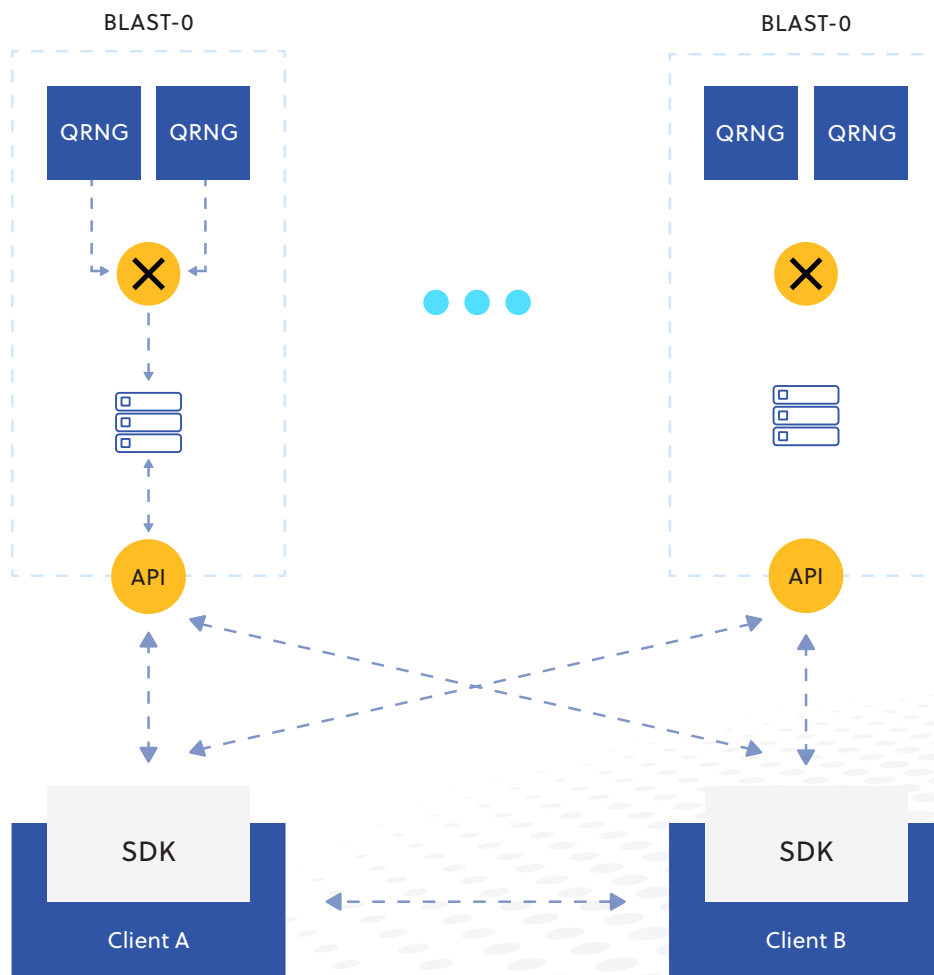 BLAST-0
BLAST-0
QRNG QRNG
QRNG QRNG
API
API
SDK
SDK
Client A
Client B